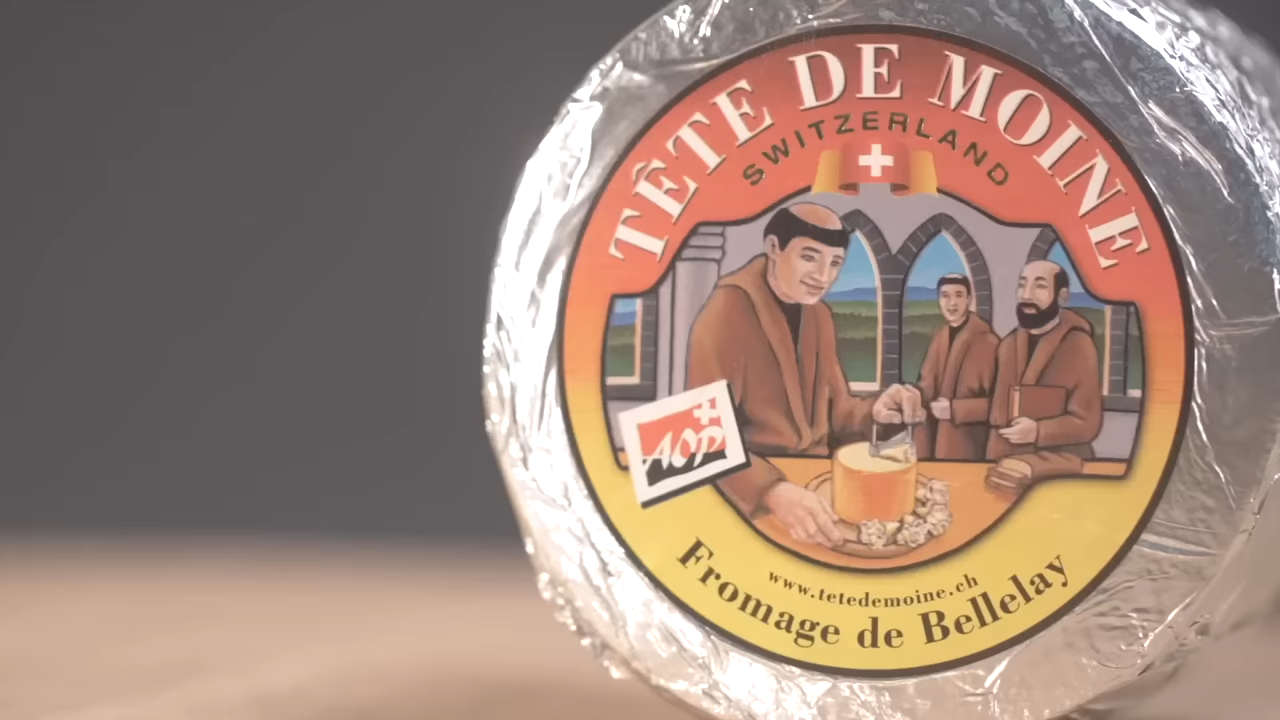 TÊTE DE MOINE
SWITZERLAND
AOP
www.tetedemoine.ch
Fromage de Bellelay